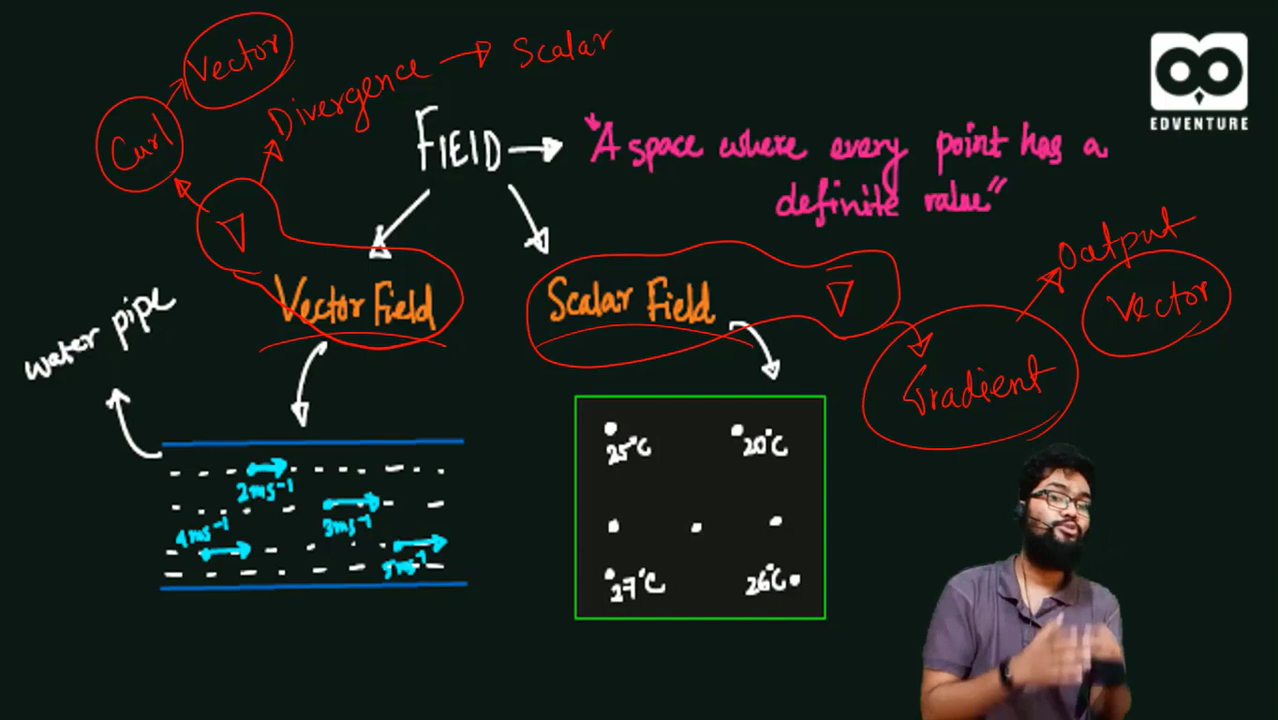 Vector
Divergence → Scalar
Curl
FIELD → "A space where every point has a
definite value"
∇
Vector Field
Scalar Field
∇
Output
Vector
Gradient
water pipe
2ms⁻¹
3ms⁻¹
4ms⁻¹
5ms⁻¹
25°C
20°C
27°C
26°C
EDVENTURE